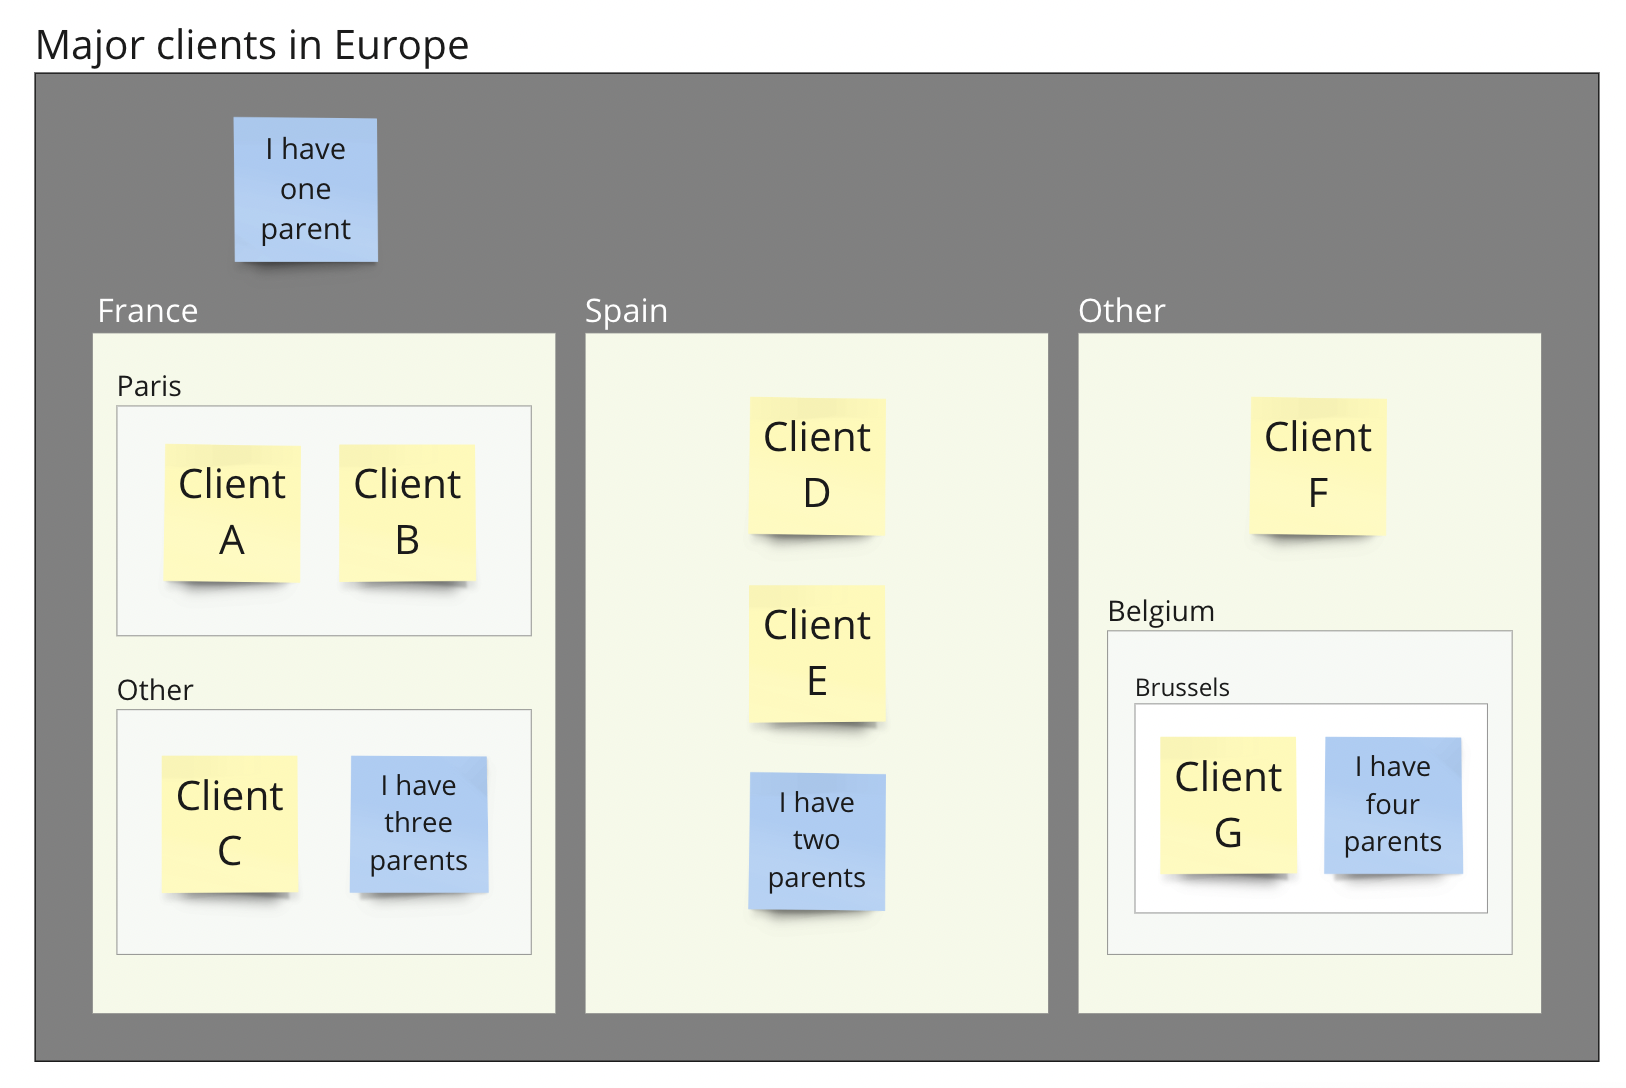 Major clients in Europe
I have
one
parent
France
Paris
Client
A
Client
B
Other
Client
C
I have
three
parents
Spain
Client
D
Client
E
I have
two
parents
Other
Client
F
Belgium
Brussels
Client
G
I have
four
parents